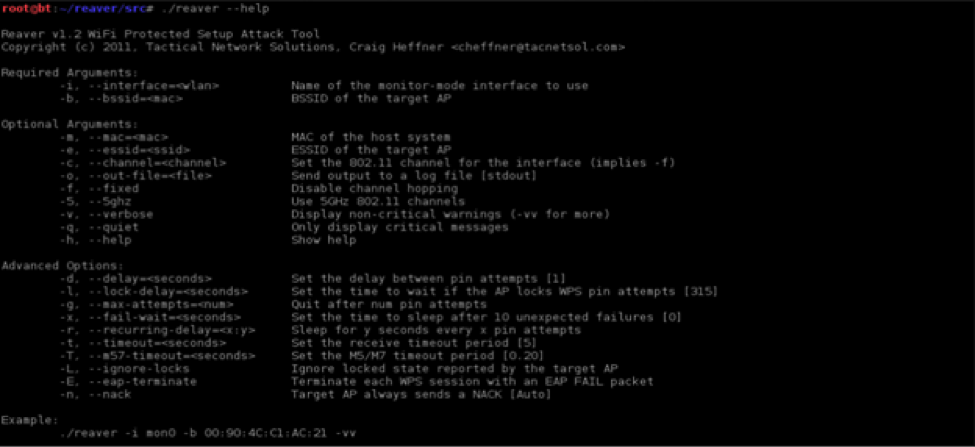 root@bt:~/reaver/src# ./reaver --help
Reaver v1.2 WiFi Protected Setup Attack Tool
Copyright (c) 2011, Tactical Network Solutions, Craig Heffner <cheffner@tacnetsol.com>
Required Arguments:
-i, --interface=<wlan> Name of the monitor-mode interface to use
-b, --bssid=<mac> BSSID of the target AP
Optional Arguments:
-m, --mac=<mac> MAC of the host system
-e, --essid=<ssid> ESSID of the target AP
-c, --channel=<channel> Set the 802.11 channel for the interface (implies -f)
-o, --out-file=<file> Send output to a log file [stdout]
-f, --fixed Disable channel hopping
-5, --5ghz Use 5GHz 802.11 channels
-v, --verbose Display non-critical warnings (-vv for more)
-q, --quiet Only display critical messages
-h, --help Show help
Advanced Options:
-d, --delay=<seconds> Set the delay between pin attempts [1]
-l, --lock-delay=<seconds> Set the time to wait if the AP locks WPS pin attempts [315]
-g, --max-attempts=<num> Quit after num pin attempts
-x, --fail-wait=<seconds> Set the time to sleep after 10 unexpected failures [0]
-r, --recurring-delay=<x:y> Sleep for y seconds every x pin attempts
-t, --timeout=<seconds> Set the receive timeout period [5]
-T, --m57-timeout=<seconds> Set the M5/M7 timeout period [0.20]
-L, --ignore-locks Ignore locked state reported by the target AP
-E, --eap-terminate Terminate each WPS session with an EAP FAIL packet
-n, --nack Target AP always sends a NACK [Auto]
Example:
./reaver -i mon0 -b 00:90:4C:C1:AC:21 -vv